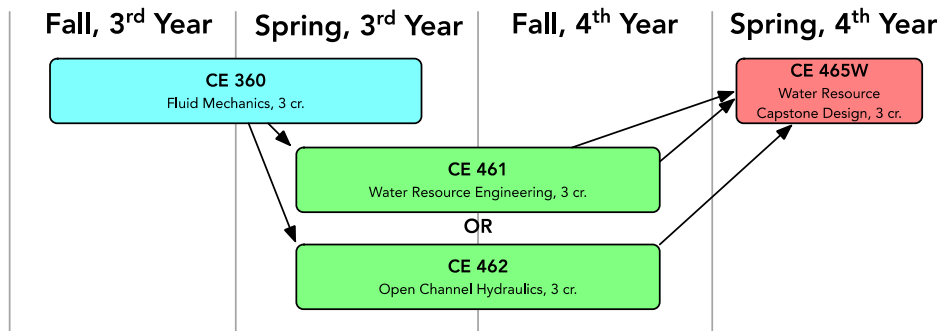 Fall, 3rd Year
Spring, 3rd Year
Fall, 4th Year
Spring, 4th Year
CE 360
Fluid Mechanics, 3 cr.
CE 465W
Water Resource
Capstone Design, 3 cr.
CE 461
Water Resource Engineering, 3 cr.
OR
CE 462
Open Channel Hydraulics, 3 cr.